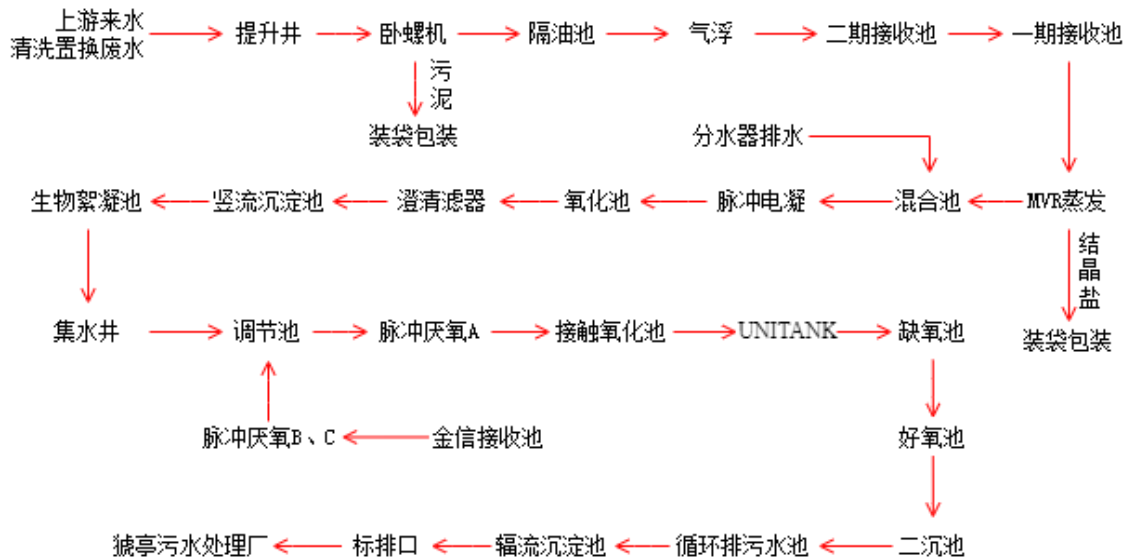 上游来水
清洗置换废水
提升井
卧螺机
隔油池
气浮
二期接收池
一期接收池
污
泥
装袋包装
分水器排水
生物絮凝池
竖流沉淀池
澄清滤器
氧化池
脉冲电凝
混合池
MVR蒸发
结
晶
盐
集水井
调节池
脉冲厌氧A
接触氧化池
UNITANK
缺氧池
装袋包装
脉冲厌氧B、C
金信接收池
好氧池
猇亭污水处理厂
标排口
辐流沉淀池
循环排污水池
二沉池